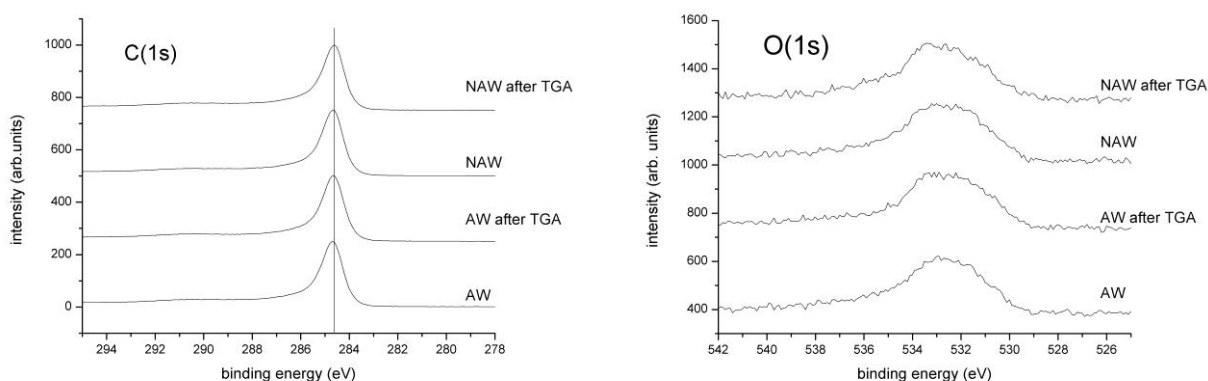 C(1s)
1000
800
600
400
200
0
NAW after TGA
NAW
AW after TGA
AW
intensity (arb.units)
294 292 290 288 286 284 282 280 278
binding energy (eV)
O(1s)
1600
1400
1200
1000
800
600
400
NAW after TGA
NAW
AW after TGA
AW
intensity (arb. units)
542 540 538 536 534 532 530 528 526
binding energy (eV)